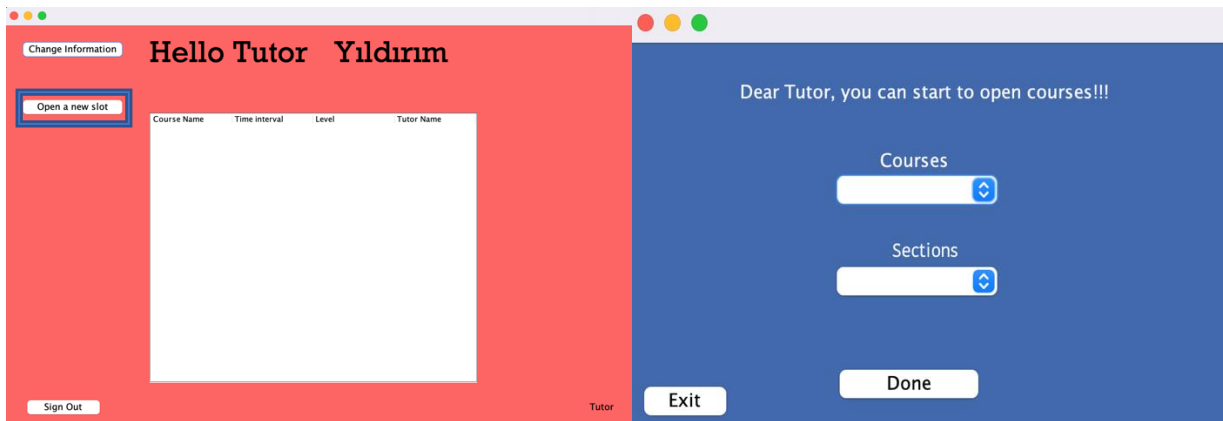 Change Information
Hello Tutor Yıldırım
Open a new slot
Course Name Time interval Level Tutor Name
Sign Out
Tutor
Dear Tutor, you can start to open courses!!!
Courses
Sections
Done
Exit